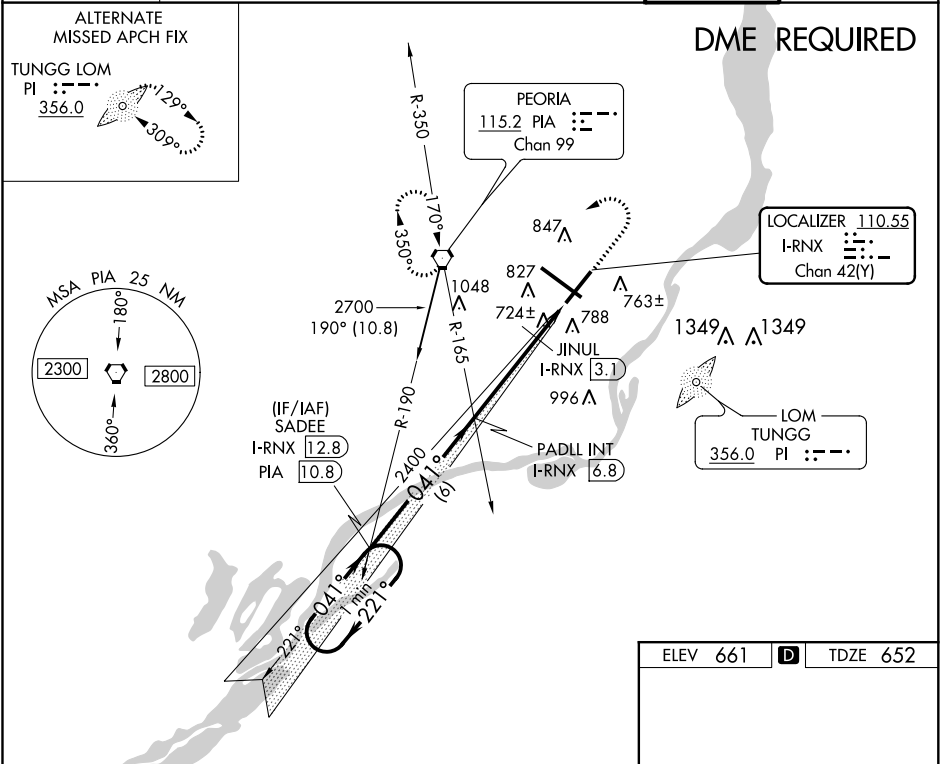 ALTERNATE
MISSED APCH FIX
TUNGG LOM
PI
356.0
129°
309°
DME REQUIRED
R-350
PEORIA
115.2 PIA
Chan 99
170°
350°
847
LOCALIZER 110.55
I-RNX
Chan 42(Y)
MSA PIA 25 NM
180°
2300
2800
360°
1048
827
763±
724±
788
2700
190° (10.8)
R-165
JINUL
I-RNX 3.1
1349
1349
996
R-190
(IF/IAF)
SADEE
I-RNX 12.8
PIA 10.8
2400
041°
(6)
PADLL INT
I-RNX 6.8
LOM
TUNGG
356.0 PI
041°
1 min
221°
221°
ELEV 661 D TDZE 652